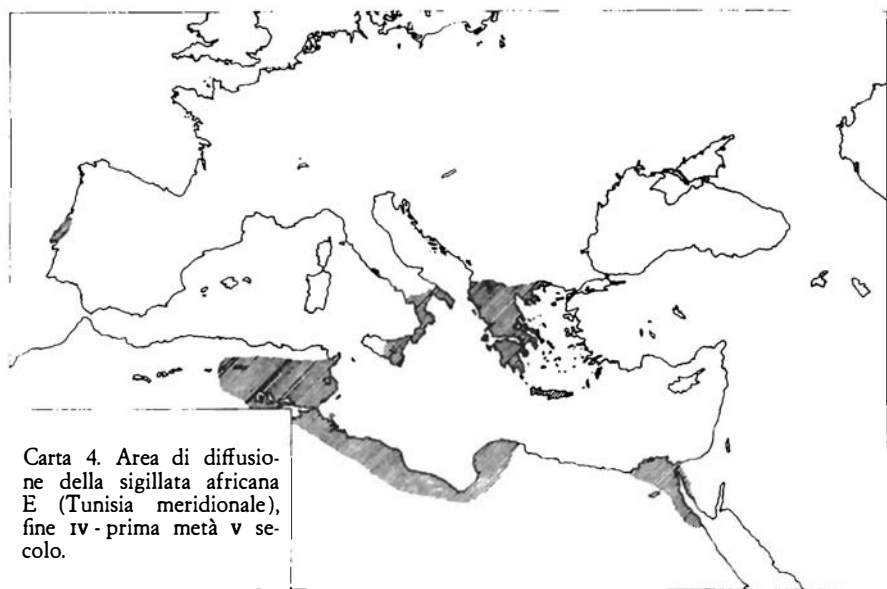 Carta 4. Area di diffusio-
ne della sigillata africana
E (Tunisia meridionale),
fine IV - prima metà V se-
colo.